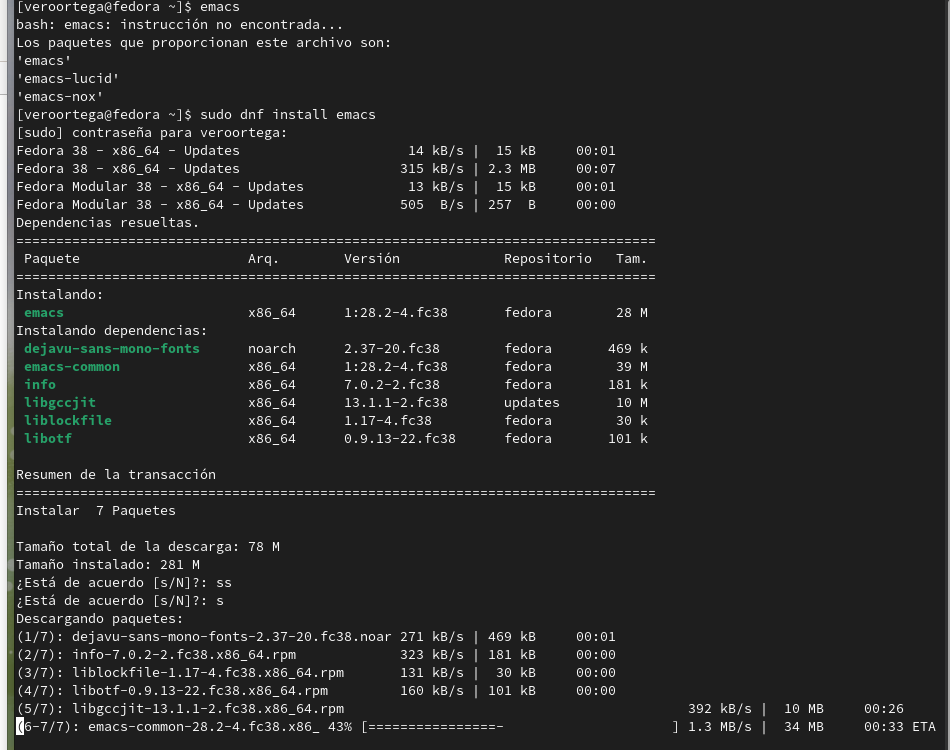 [veroortega@fedora ~]$ emacs
bash: emacs: instrucción no encontrada...
Los paquetes que proporcionan este archivo son:
'emacs'
'emacs-lucid'
'emacs-nox'
[veroortega@fedora ~]$ sudo dnf install emacs
[sudo] contraseña para veroortega:
Fedora 38 - x86_64 - Updates                     14 kB/s |  15 kB     00:01
Fedora 38 - x86_64 - Updates                    315 kB/s | 2.3 MB     00:07
Fedora Modular 38 - x86_64 - Updates             13 kB/s |  15 kB     00:01
Fedora Modular 38 - x86_64 - Updates            505  B/s | 257  B     00:00
Dependencias resueltas.
================================================================================
 Paquete                     Arq.        Versión             Repositorio   Tam.
================================================================================
Instalando:
 emacs                       x86_64      1:28.2-4.fc38       fedora        28 M
Instalando dependencias:
 dejavu-sans-mono-fonts      noarch      2.37-20.fc38        fedora       469 k
 emacs-common                x86_64      1:28.2-4.fc38       fedora        39 M
 info                        x86_64      7.0.2-2.fc38        fedora       181 k
 libgccjit                   x86_64      13.1.1-2.fc38       updates       10 M
 liblockfile                 x86_64      1.17-4.fc38         fedora        30 k
 libotf                      x86_64      0.9.13-22.fc38      fedora       101 k
Resumen de la transacción
================================================================================
Instalar  7 Paquetes
Tamaño total de la descarga: 78 M
Tamaño instalado: 281 M
¿Está de acuerdo [s/N]?: ss
¿Está de acuerdo [s/N]?: s
Descargando paquetes:
(1/7): dejavu-sans-mono-fonts-2.37-20.fc38.noar 271 kB/s | 469 kB     00:01
(2/7): info-7.0.2-2.fc38.x86_64.rpm             323 kB/s | 181 kB     00:00
(3/7): liblockfile-1.17-4.fc38.x86_64.rpm       131 kB/s |  30 kB     00:00
(4/7): libotf-0.9.13-22.fc38.x86_64.rpm         160 kB/s | 101 kB     00:00
(5/7): libgccjit-13.1.1-2.fc38.x86_64.rpm                                           392 kB/s |  10 MB     00:26
(6-7/7): emacs-common-28.2-4.fc38.x86_ 43% [================-                     ] 1.3 MB/s |  34 MB     00:33 ETA